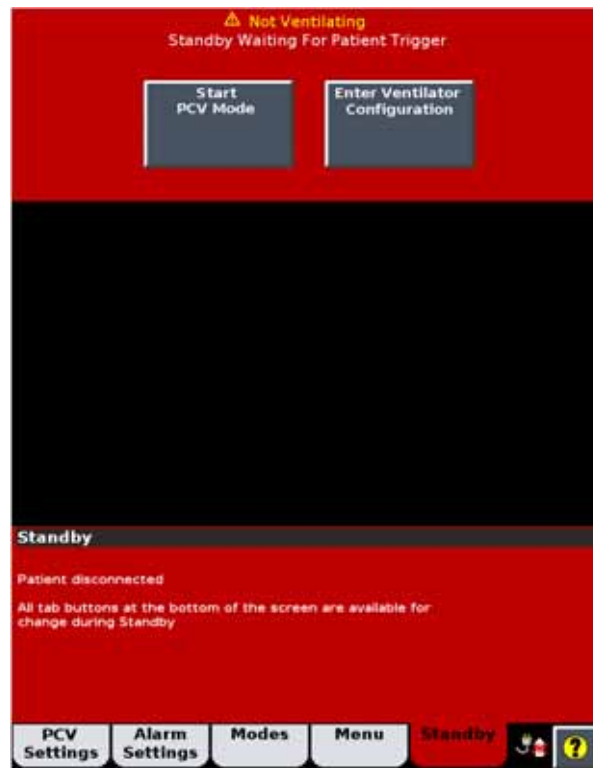 ⚠ Not Ventilating
Standby Waiting For Patient Trigger
Start
PCV Mode
Enter Ventilator
Configuration
Standby
Patient disconnected
All tab buttons at the bottom of the screen are available for
change during Standby
PCV
Settings
Alarm
Settings
Modes
Menu
Standby
?